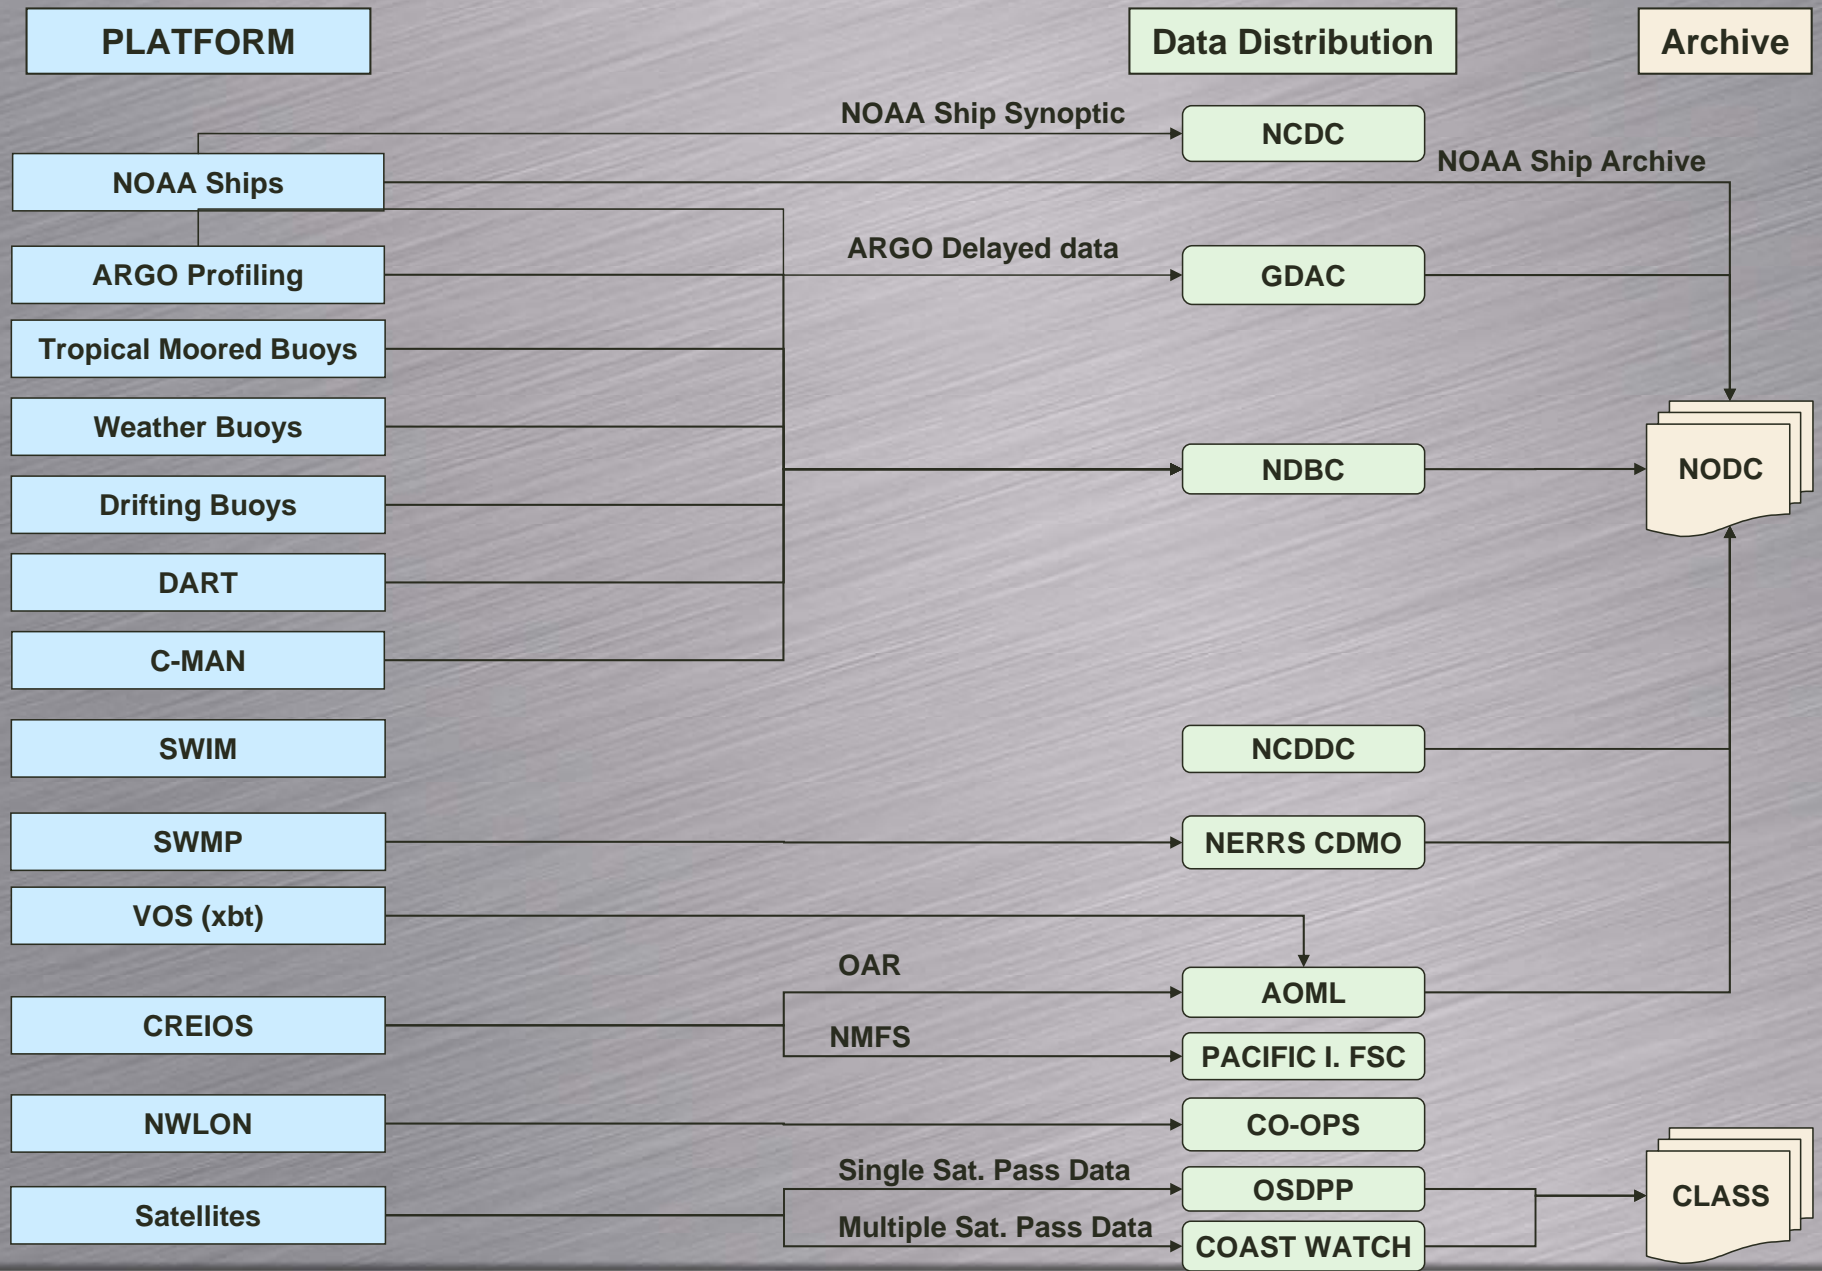 PLATFORM
Data Distribution
Archive
NOAA Ship Synoptic
NCDC
NOAA Ship Archive
NOAA Ships
ARGO Delayed data
ARGO Profiling
GDAC
Tropical Moored Buoys
Weather Buoys
NDBC
NODC
Drifting Buoys
DART
C-MAN
SWIM
NCDDC
SWMP
NERRS CDMO
VOS (xbt)
OAR
AOML
CREIOS
NMFS
PACIFIC I. FSC
NWLON
CO-OPS
Single Sat. Pass Data
OSDPP
CLASS
Satellites
Multiple Sat. Pass Data
COAST WATCH